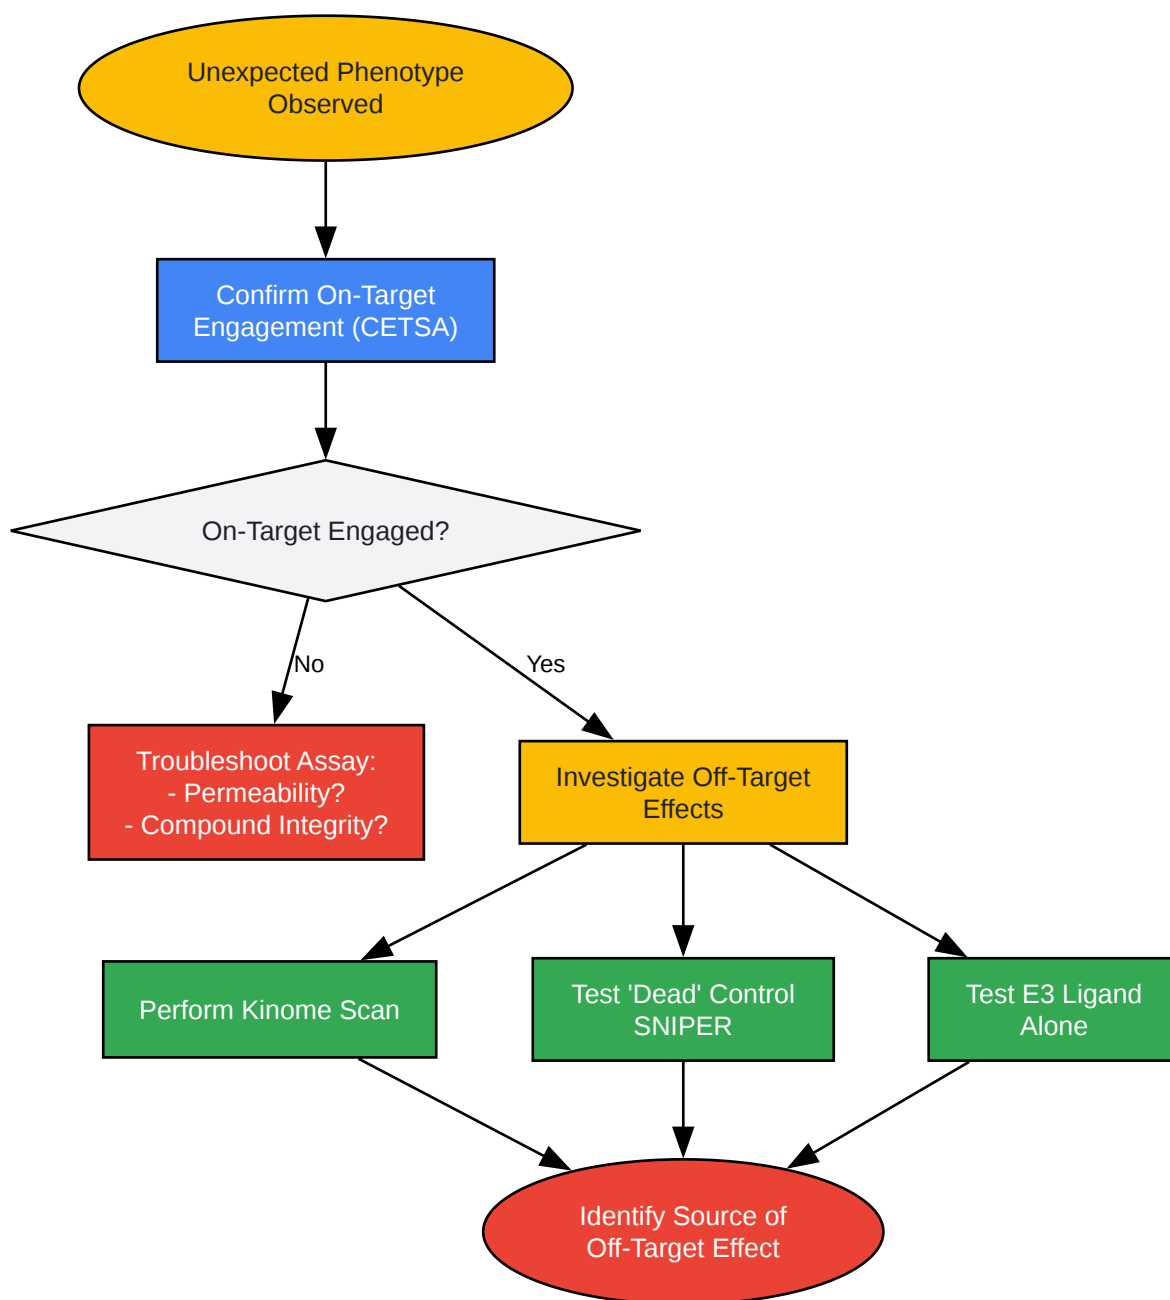 Unexpected Phenotype
Observed
Confirm On-Target
Engagement (CETSA)
On-Target Engaged?
No
Yes
Troubleshoot Assay:
- Permeability?
- Compound Integrity?
Investigate Off-Target
Effects
Perform Kinome Scan
Test 'Dead' Control
SNIPER
Test E3 Ligand
Alone
Identify Source of
Off-Target Effect